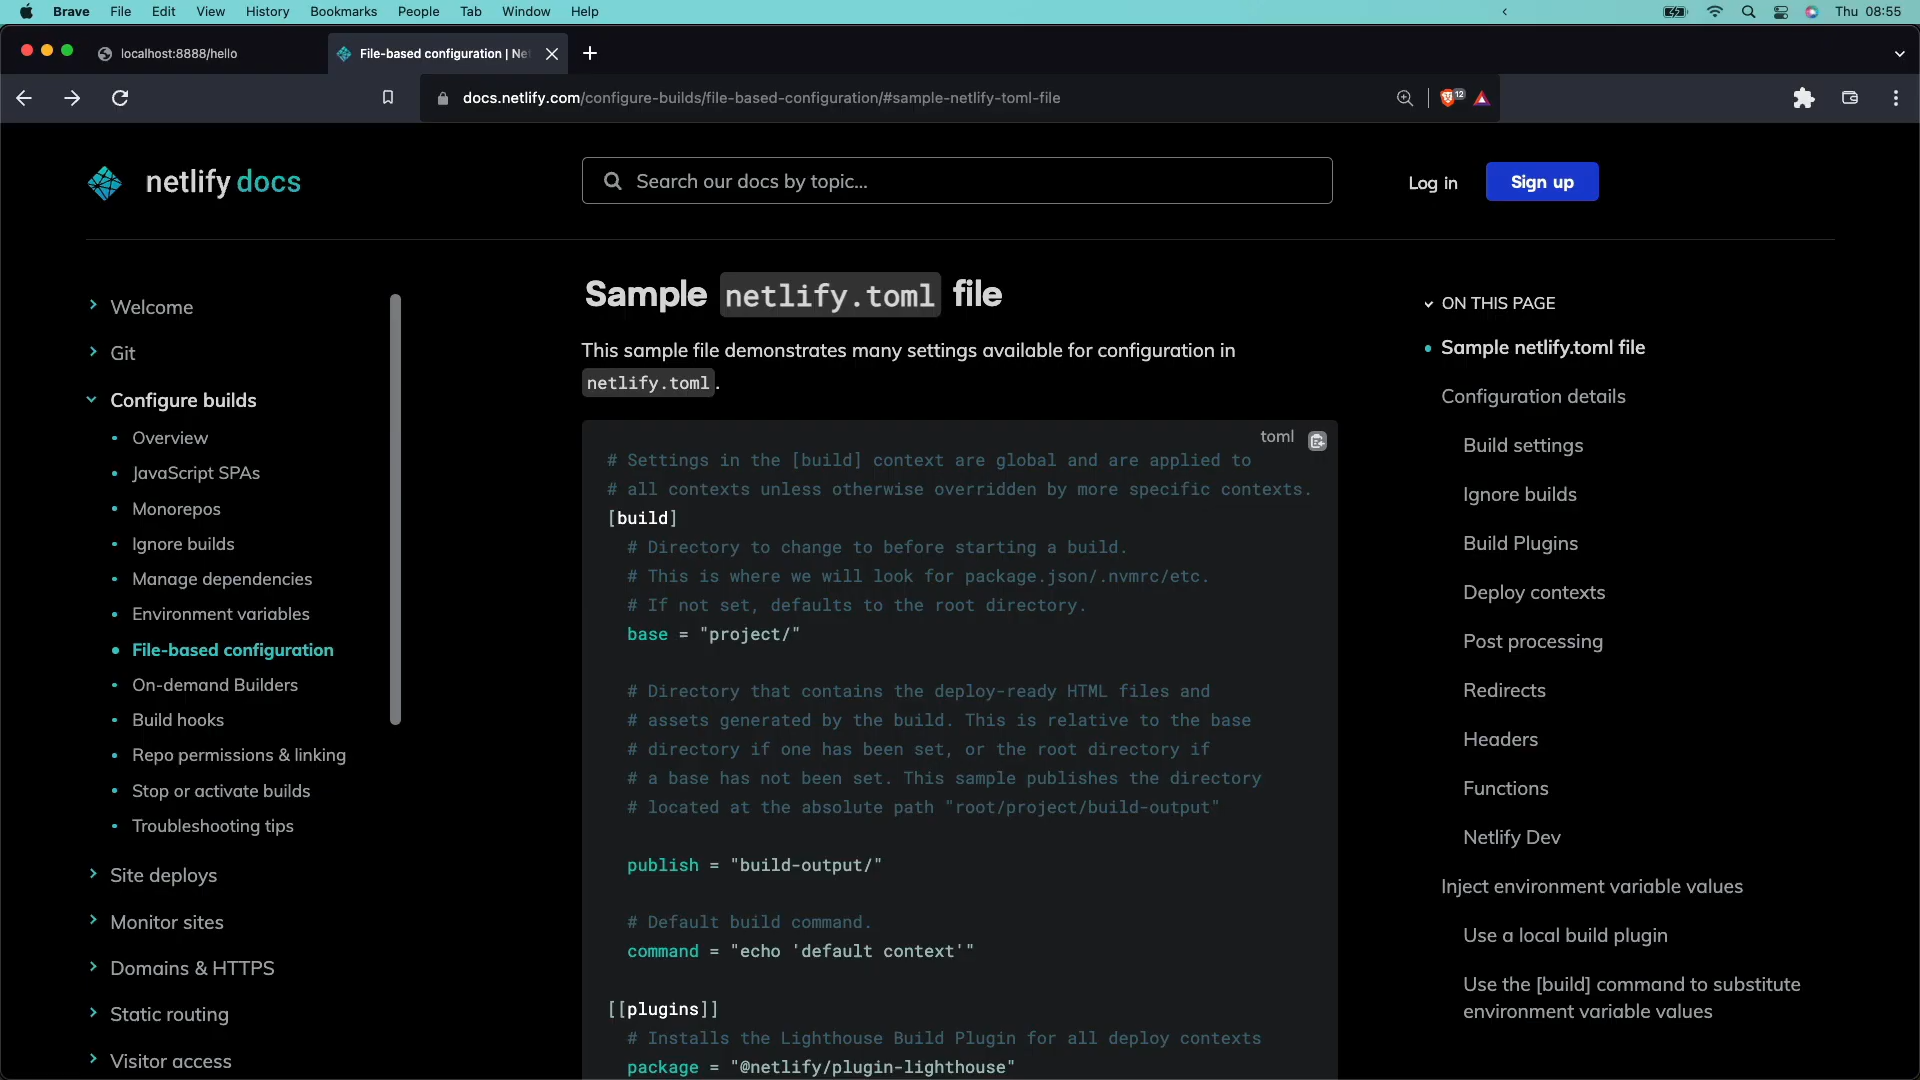 Brave File Edit View History Bookmarks People Tab Window Help Thu 08:55
localhost:8888/hello File-based configuration | Ne
docs.netlify.com/configure-builds/file-based-configuration/#sample-netlify-toml-file 12
netlify docs
Search our docs by topic...
Log in
Sign up
Welcome
Git
Configure builds
Overview
JavaScript SPAs
Monorepos
Ignore builds
Manage dependencies
Environment variables
File-based configuration
On-demand Builders
Build hooks
Repo permissions & linking
Stop or activate builds
Troubleshooting tips
Site deploys
Monitor sites
Domains & HTTPS
Static routing
Visitor access
Sample netlify.toml file
This sample file demonstrates many settings available for configuration in
netlify.toml.
toml
# Settings in the [build] context are global and are applied to
# all contexts unless otherwise overridden by more specific contexts.
[build]
# Directory to change to before starting a build.
# This is where we will look for package.json/.nvmrc/etc.
# If not set, defaults to the root directory.
base = "project/"
# Directory that contains the deploy-ready HTML files and
# assets generated by the build. This is relative to the base
# directory if one has been set, or the root directory if
# a base has not been set. This sample publishes the directory
# located at the absolute path "root/project/build-output"
publish = "build-output/"
# Default build command.
command = "echo 'default context'"
[[plugins]]
# Installs the Lighthouse Build Plugin for all deploy contexts
package = "@netlify/plugin-lighthouse"
ON THIS PAGE
Sample netlify.toml file
Configuration details
Build settings
Ignore builds
Build Plugins
Deploy contexts
Post processing
Redirects
Headers
Functions
Netlify Dev
Inject environment variable values
Use a local build plugin
Use the [build] command to substitute
environment variable values